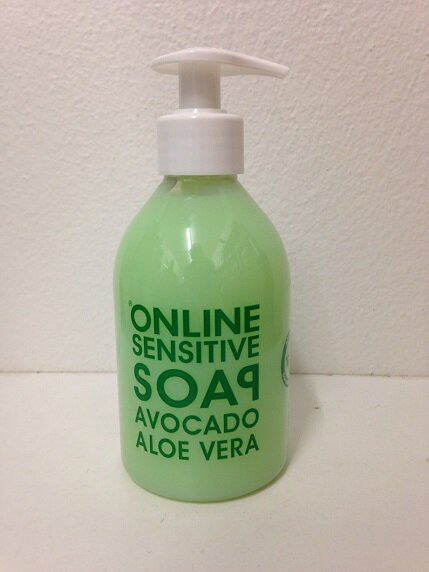 ®ONLINE
SENSITIVE
SOAP
AVOCADO
ALOE VERA